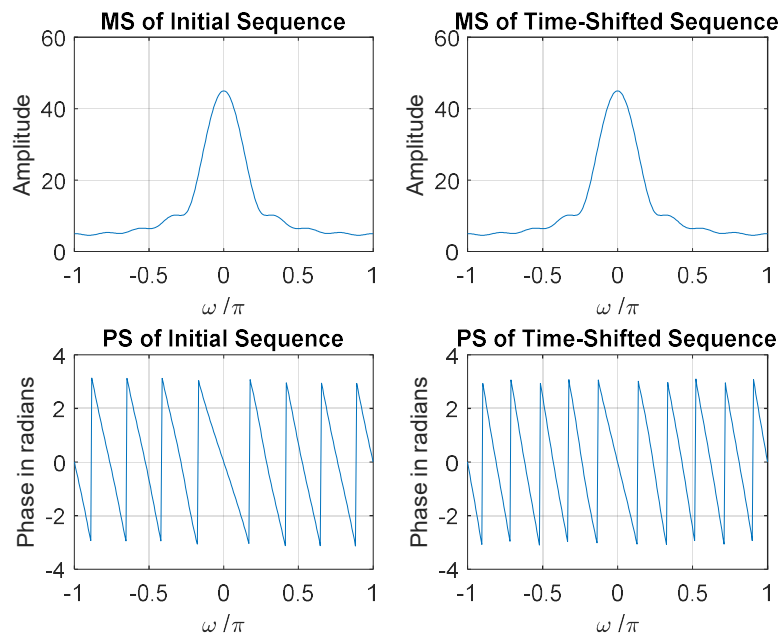 MS of Initial Sequence
60
40
20
0
Amplitude
-1 -0.5 0 0.5 1
ω /π
MS of Time-Shifted Sequence
60
40
20
0
Amplitude
-1 -0.5 0 0.5 1
ω /π
PS of Initial Sequence
4
2
0
-2
-4
Phase in radians
-1 -0.5 0 0.5 1
ω /π
PS of Time-Shifted Sequence
4
2
0
-2
-4
Phase in radians
-1 -0.5 0 0.5 1
ω /π